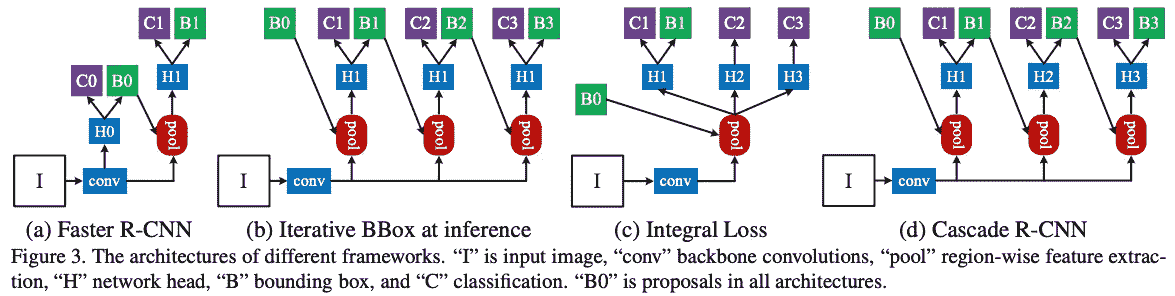 C1 B1
C0 B0 H1
H0 pool
I conv
(a) Faster R-CNN
B0 C1 B1 C2 B2 C3 B3
H1 H1 H1
pool pool pool
I conv
(b) Iterative BBox at inference
C1 B1 C2 C3
H1 H2 H3
B0 pool
I conv
(c) Integral Loss
B0 C1 B1 C2 B2 C3 B3
H1 H2 H3
pool pool pool
I conv
(d) Cascade R-CNN
Figure 3. The architectures of different frameworks. “I” is input image, “conv” backbone convolutions, “pool” region-wise feature extrac-
tion, “H” network head, “B” bounding box, and “C” classification. “B0” is proposals in all architectures.